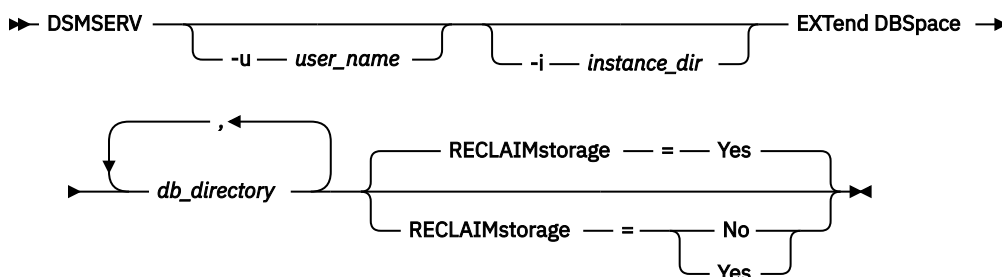 DSMSERV -u user_name -i instance_dir EXTend DBSpace
,
db_directory
RECLAIMstorage = Yes
RECLAIMstorage = No
Yes